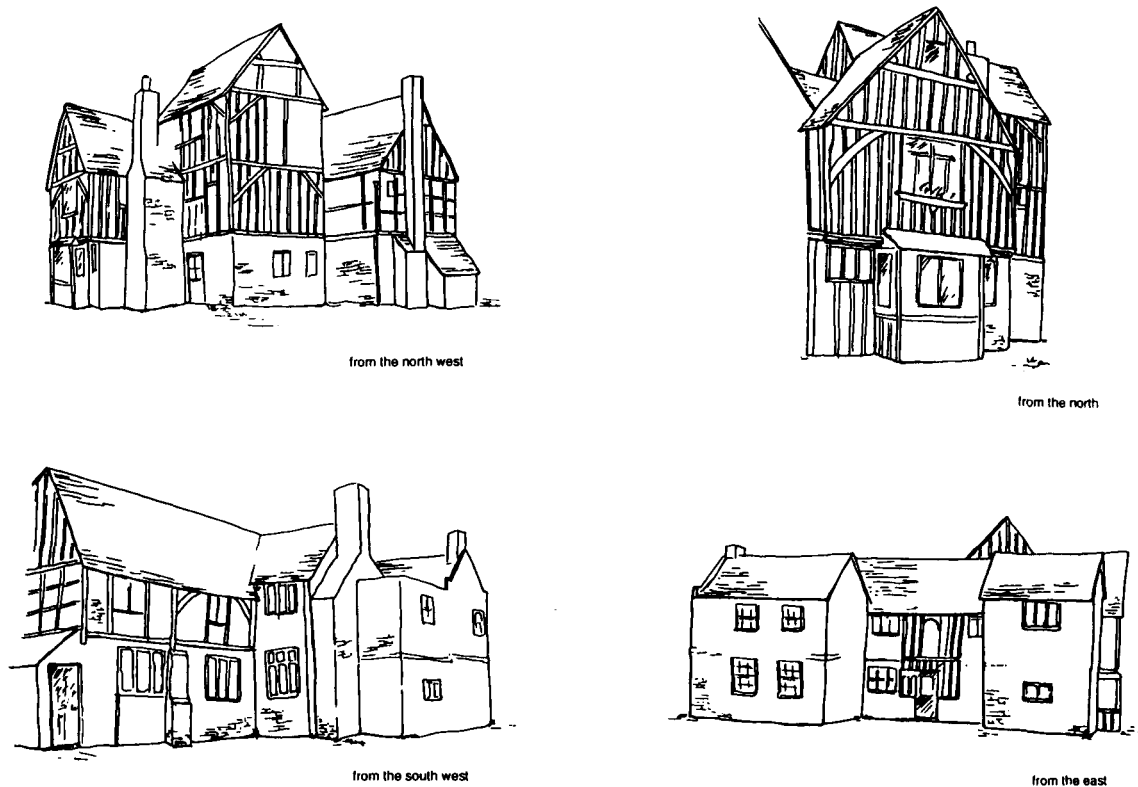 from the north west
from the north
from the south west
from the east